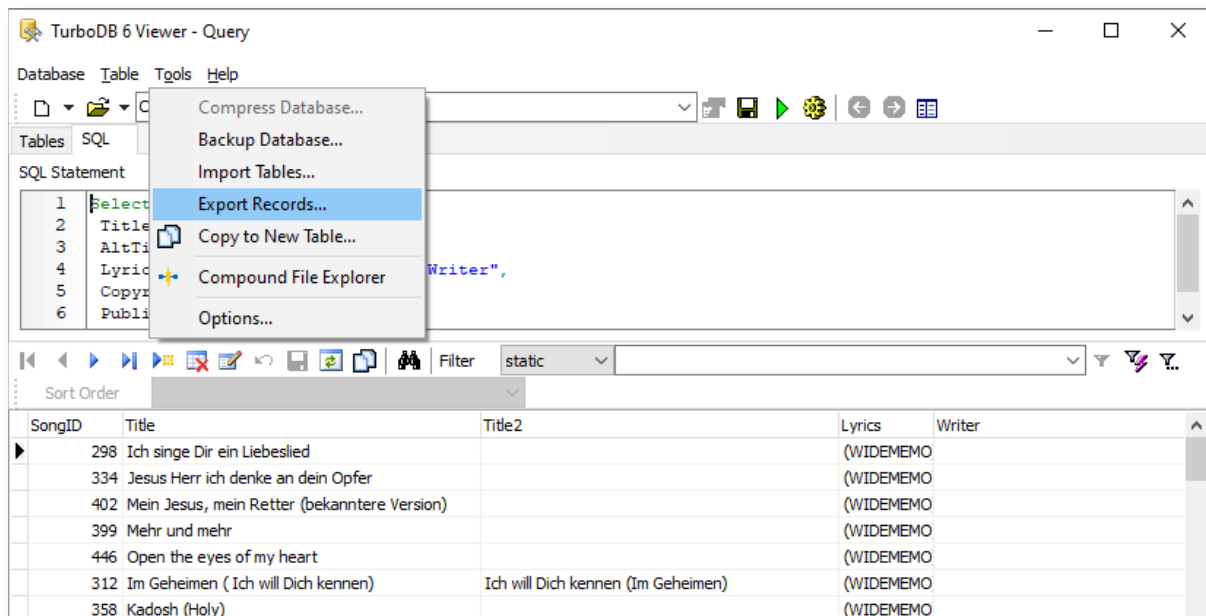 TurboDB 6 Viewer - Query
Database Table Tools Help
Compress Database...
Backup Database...
Import Tables...
Export Records...
Copy to New Table...
Compound File Explorer
Options...
Tables SQL
SQL Statement
1 Select
2 Title
3 AltTi
4 Lyric Writer",
5 Copyr
6 Publi
Filter static
Sort Order
SongID Title Title2 Lyrics Writer
298 Ich singe Dir ein Liebeslied (WIDEMEMO
334 Jesus Herr ich denke an dein Opfer (WIDEMEMO
402 Mein Jesus, mein Retter (bekanntere Version) (WIDEMEMO
399 Mehr und mehr (WIDEMEMO
446 Open the eyes of my heart (WIDEMEMO
312 Im Geheimen ( Ich will Dich kennen) Ich will Dich kennen (Im Geheimen) (WIDEMEMO
358 Kadosh (Holy) (WIDEMEMO